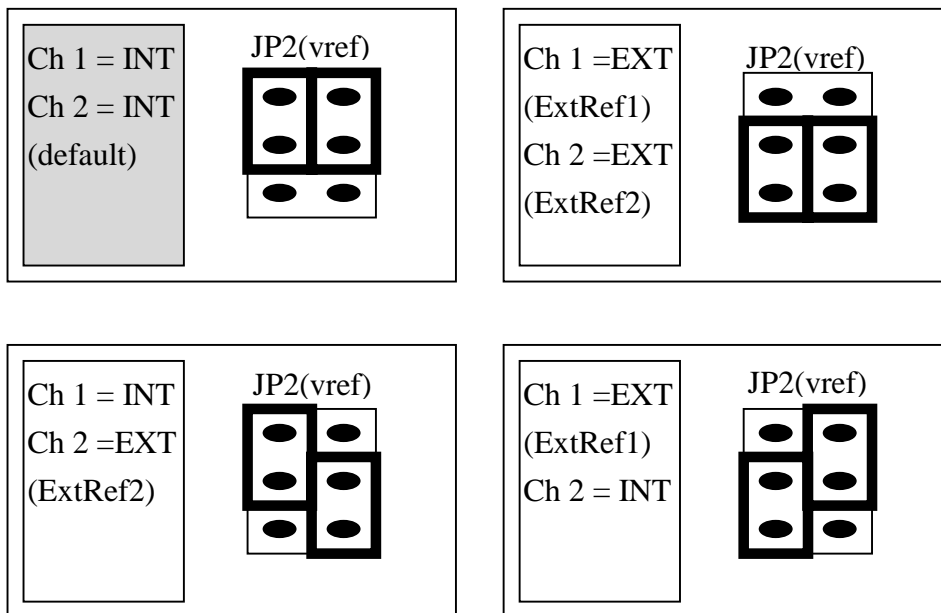 Ch 1 = INT
Ch 2 = INT
(default)
JP2(vref)
Ch 1 =EXT
(ExtRef1)
Ch 2 =EXT
(ExtRef2)
JP2(vref)
Ch 1 = INT
Ch 2 =EXT
(ExtRef2)
JP2(vref)
Ch 1 =EXT
(ExtRef1)
Ch 2 = INT
JP2(vref)